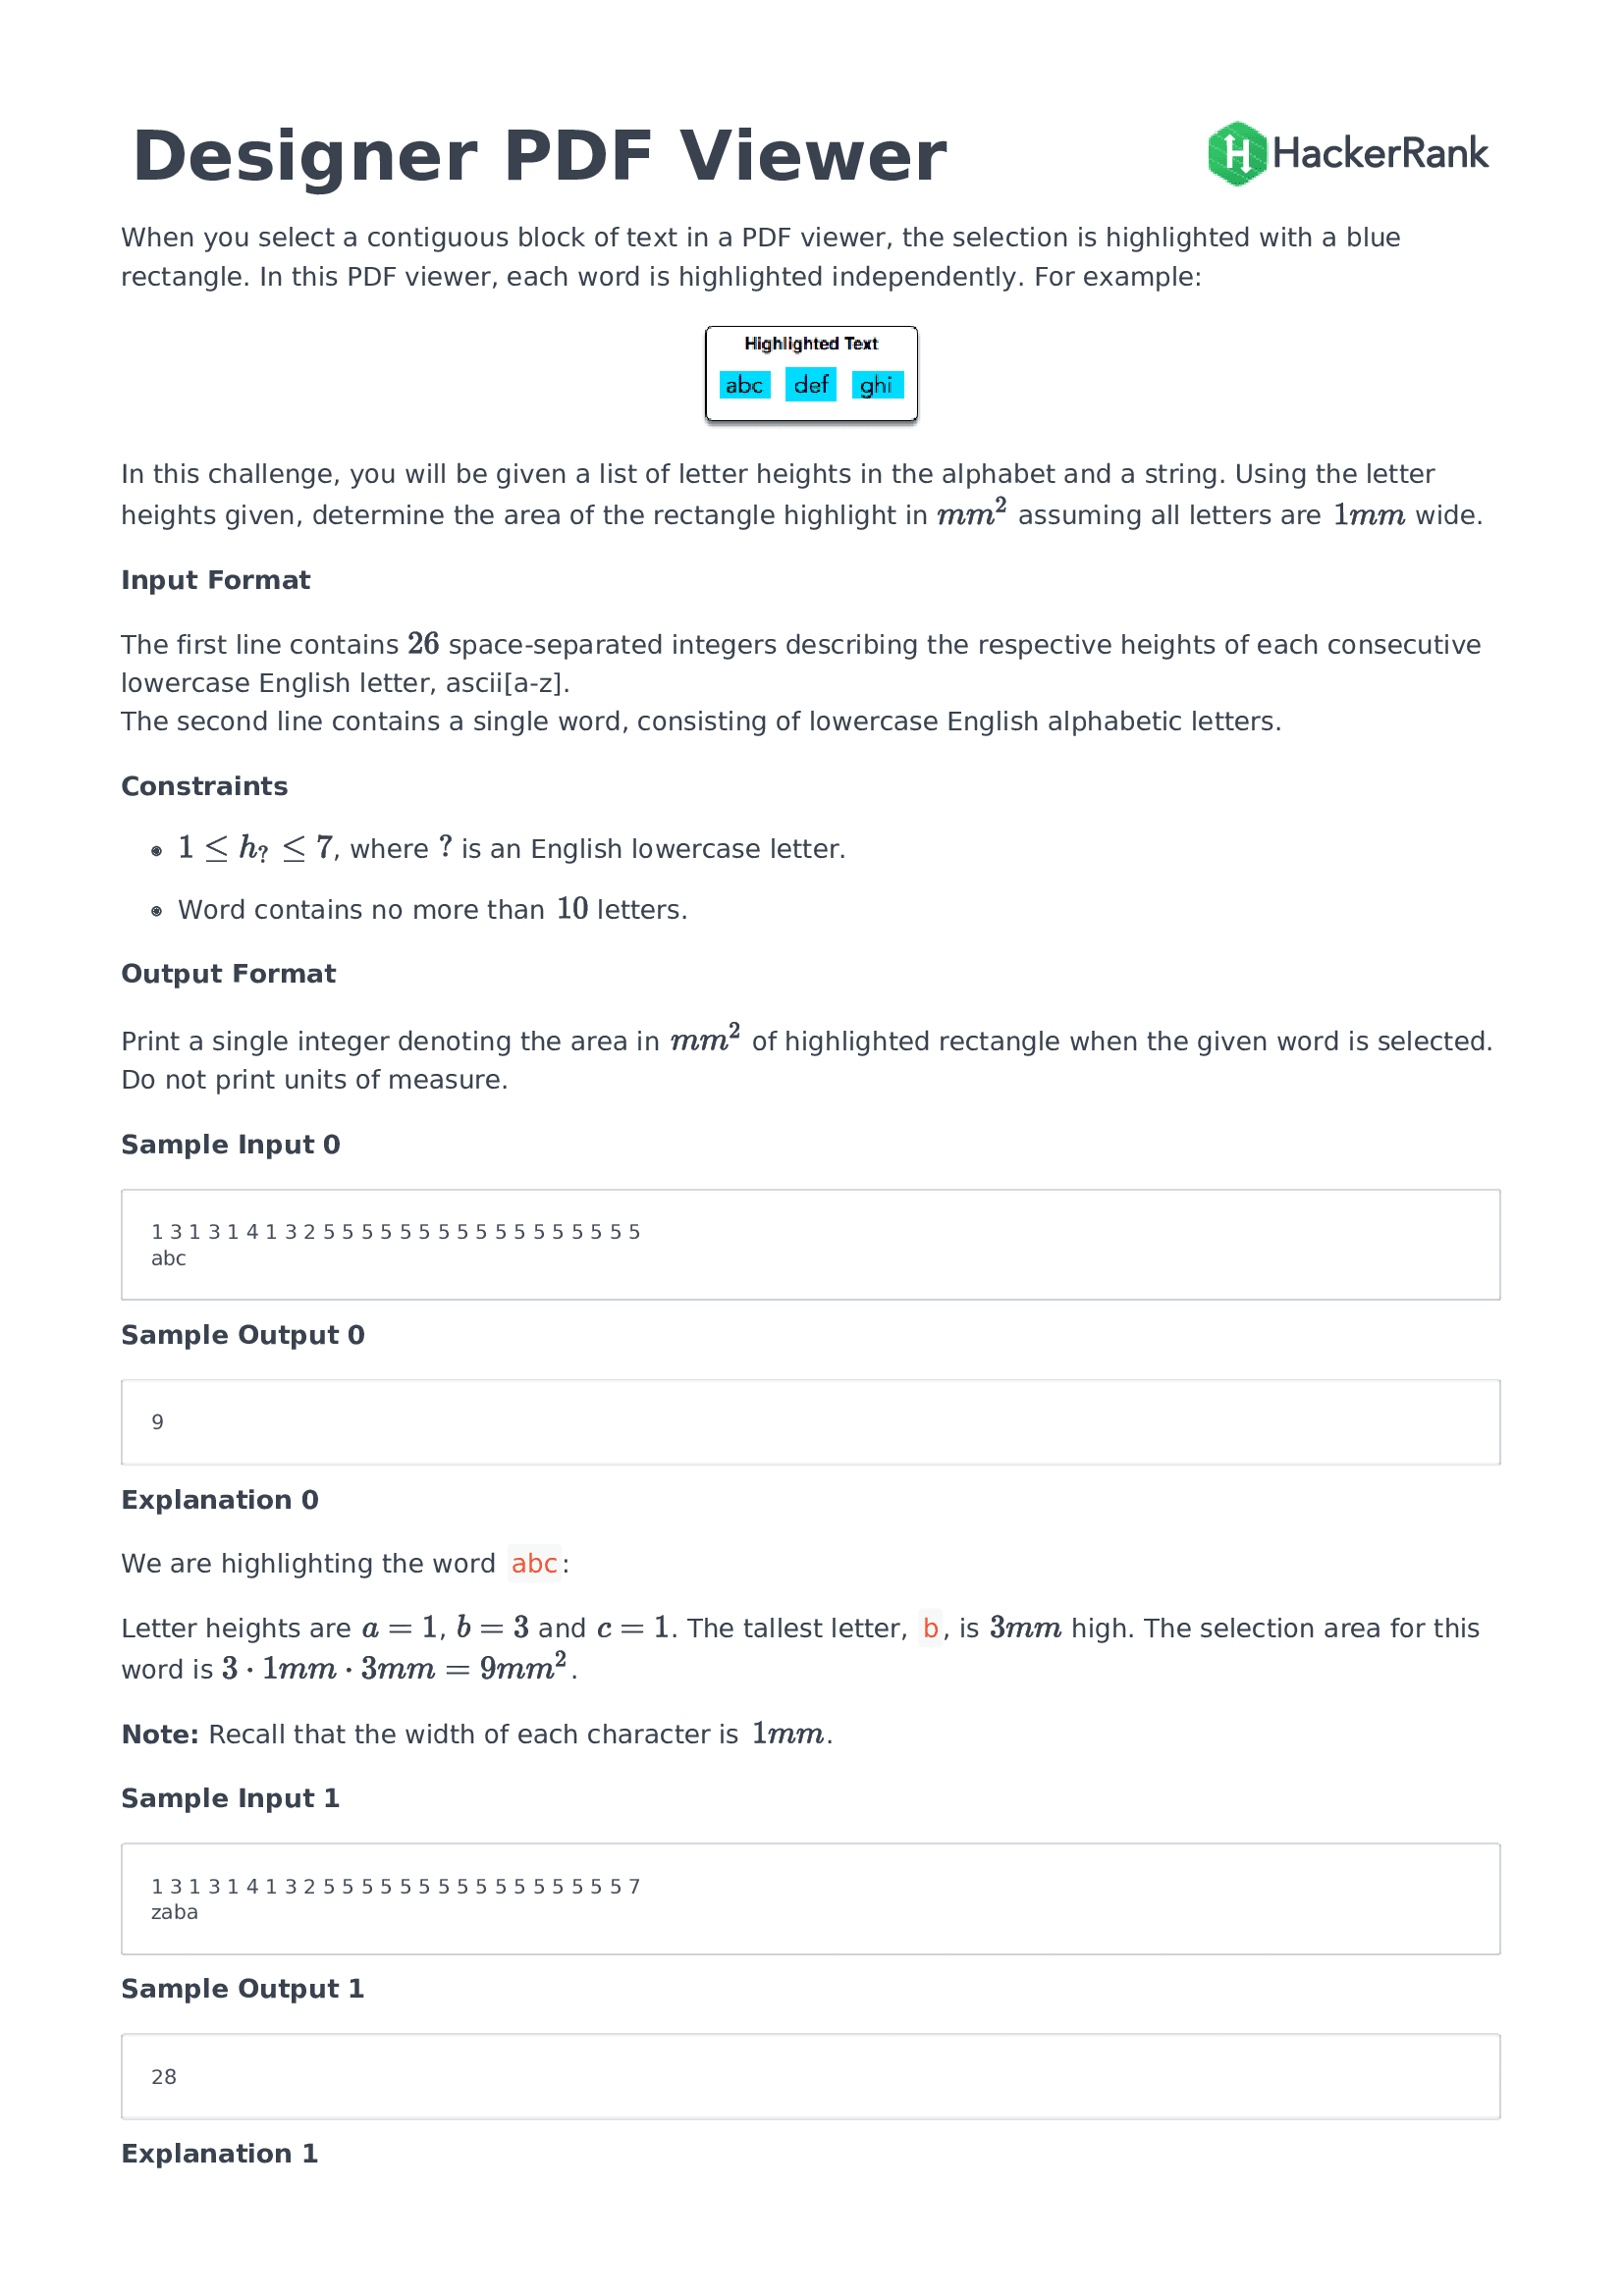 Designer PDF Viewer
HackerRank
When you select a contiguous block of text in a PDF viewer, the selection is highlighted with a blue
rectangle. In this PDF viewer, each word is highlighted independently. For example:
Highlighted Text
abc def ghi
In this challenge, you will be given a list of letter heights in the alphabet and a string. Using the letter
heights given, determine the area of the rectangle highlight in mm² assuming all letters are 1mm wide.
Input Format
The first line contains 26 space-separated integers describing the respective heights of each consecutive
lowercase English letter, ascii[a-z].
The second line contains a single word, consisting of lowercase English alphabetic letters.
Constraints
• 1 ≤ h? ≤ 7, where ? is an English lowercase letter.
• Word contains no more than 10 letters.
Output Format
Print a single integer denoting the area in mm² of highlighted rectangle when the given word is selected.
Do not print units of measure.
Sample Input 0
1 3 1 3 1 4 1 3 2 5 5 5 5 5 5 5 5 5 5 5 5 5 5 5 5 5
abc
Sample Output 0
9
Explanation 0
We are highlighting the word abc:
Letter heights are a = 1, b = 3 and c = 1. The tallest letter, b, is 3mm high. The selection area for this
word is 3 · 1mm · 3mm = 9mm².
Note: Recall that the width of each character is 1mm.
Sample Input 1
1 3 1 3 1 4 1 3 2 5 5 5 5 5 5 5 5 5 5 5 5 5 5 5 5 7
zaba
Sample Output 1
28
Explanation 1